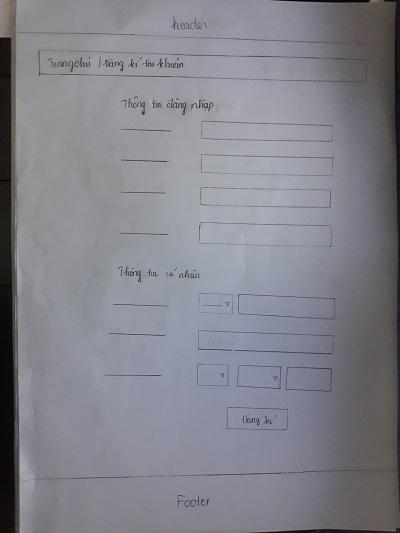 header
Trang chủ / Đăng kí tài khoản
Thông tin đăng nhập
Thông tin cá nhân
Đăng kí
Footer